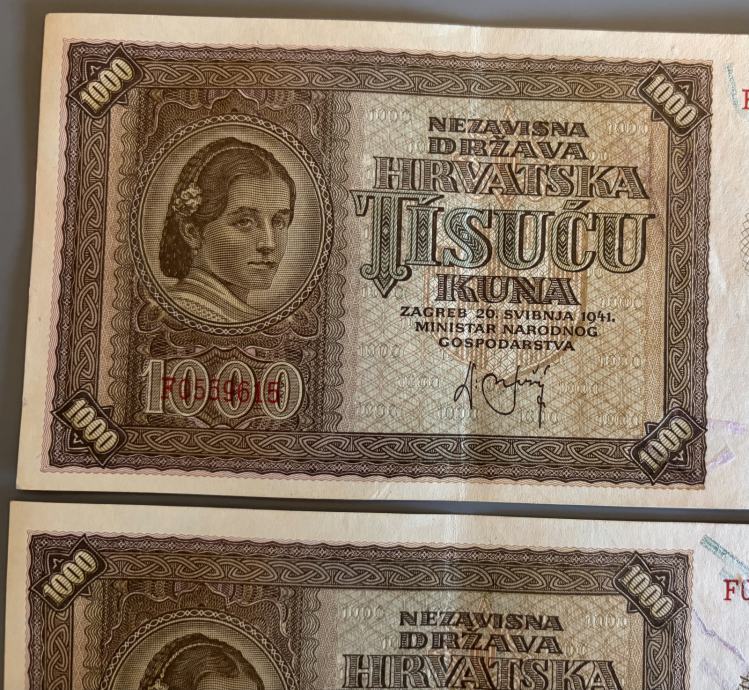 1000 1000
NEZAVISNA
DRŽAVA
HRVATSKA
TISUĆU
KUNA
ZAGREB 26. SVIBNJA 1941.
MINISTAR NARODNOG
GOSPODARSTVA
1000
F0559615
1000 1000
1000 1000
NEZAVISNA
DRŽAVA
HRVATSKA